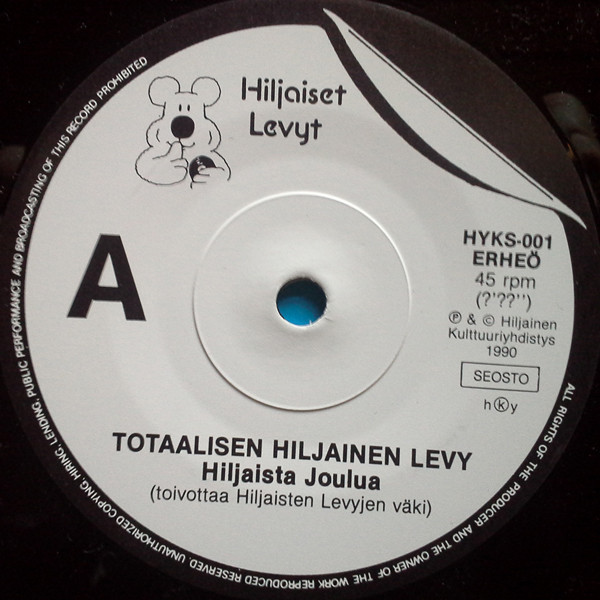 Hiljaiset
Levyt
A
HYKS-001
ERHEÖ
45 rpm
(?'??'')
Ⓟ & © Hiljainen
Kulttuuriyhdistys
1990
SEOSTO
hⓚy
TOTAALISEN HILJAINEN LEVY
Hiljaista Joulua
(toivottaa Hiljaisten Levyjen väki)
ALL RIGHTS OF THE PRODUCER AND THE OWNER OF THE WORK REPRODUCED RESERVED. UNAUTHORIZED COPYING, HIRING, LENDING, PUBLIC PERFORMANCE AND BROADCASTING OF THIS RECORD PROHIBITED